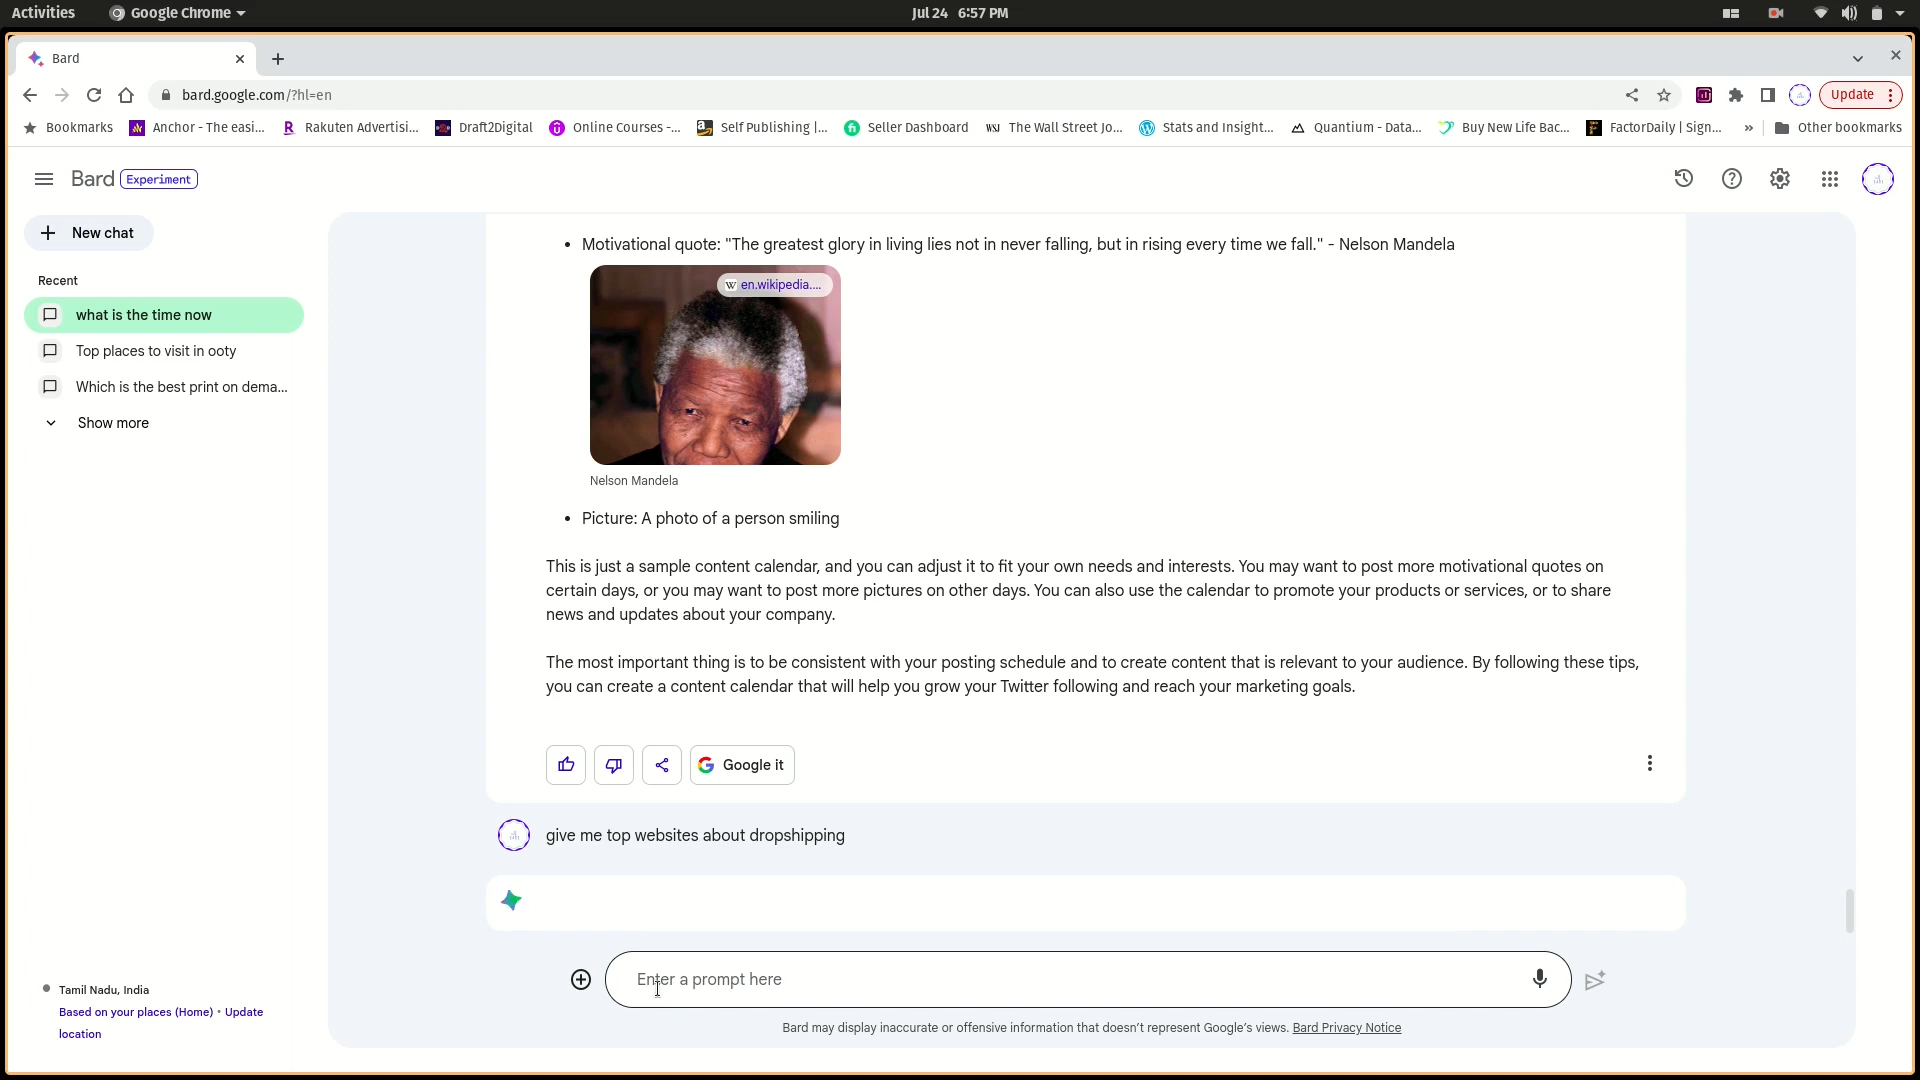 Activities
Google Chrome
Jul 24 6:57 PM
Bard
bard.google.com/?hl=en
Update
Bookmarks
Anchor - The easi...
Rakuten Advertisi...
Draft2Digital
Online Courses -...
Self Publishing |...
Seller Dashboard
WSJ The Wall Street Jo...
Stats and Insight...
Quantium - Data...
Buy New Life Bac...
FactorDaily | Sign...
»
Other bookmarks
Bard Experiment
New chat
Recent
what is the time now
Top places to visit in ooty
Which is the best print on dema...
Show more
Tamil Nadu, India
Based on your places (Home) • Update
location
• Motivational quote: "The greatest glory in living lies not in never falling, but in rising every time we fall." - Nelson Mandela
W en.wikipedia....
Nelson Mandela
• Picture: A photo of a person smiling
This is just a sample content calendar, and you can adjust it to fit your own needs and interests. You may want to post more motivational quotes on
certain days, or you may want to post more pictures on other days. You can also use the calendar to promote your products or services, or to share
news and updates about your company.
The most important thing is to be consistent with your posting schedule and to create content that is relevant to your audience. By following these tips,
you can create a content calendar that will help you grow your Twitter following and reach your marketing goals.
Google it
give me top websites about dropshipping
Enter a prompt here
Bard may display inaccurate or offensive information that doesn't represent Google's views. Bard Privacy Notice